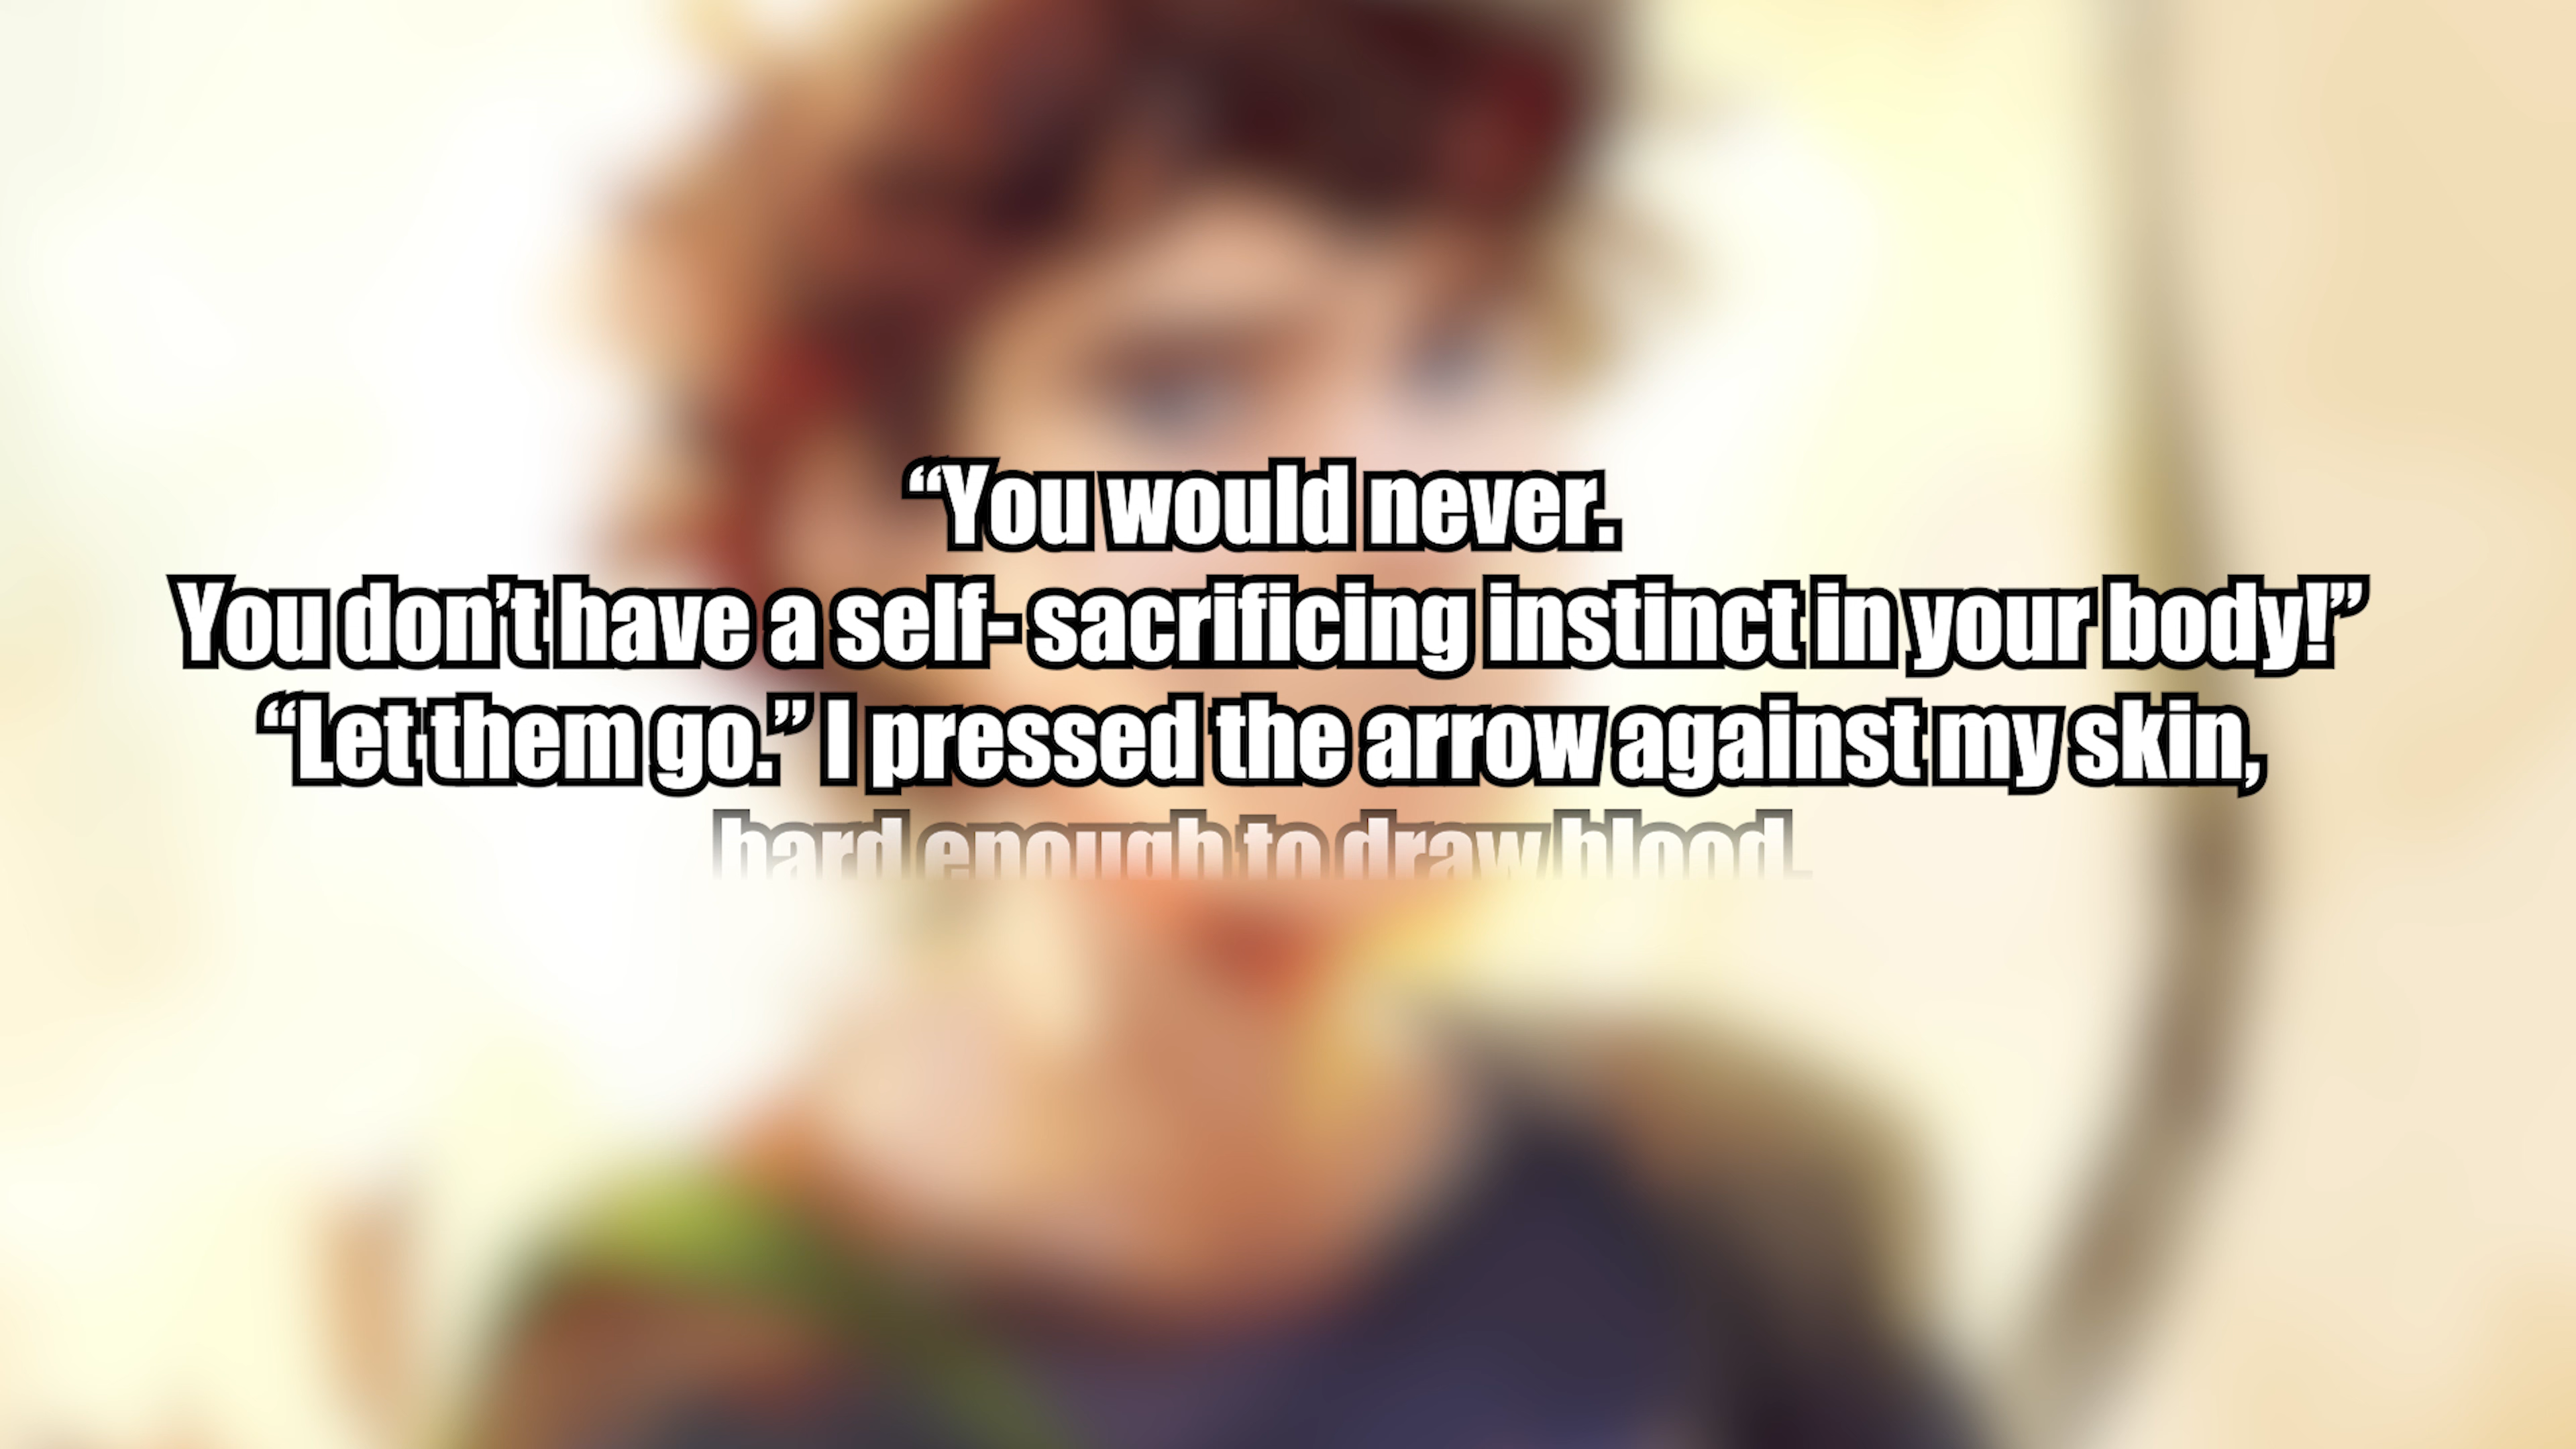 “You would never.
You don’t have a self- sacrificing instinct in your body!”
“Let them go.” I pressed the arrow against my skin,
hard enough to draw blood.